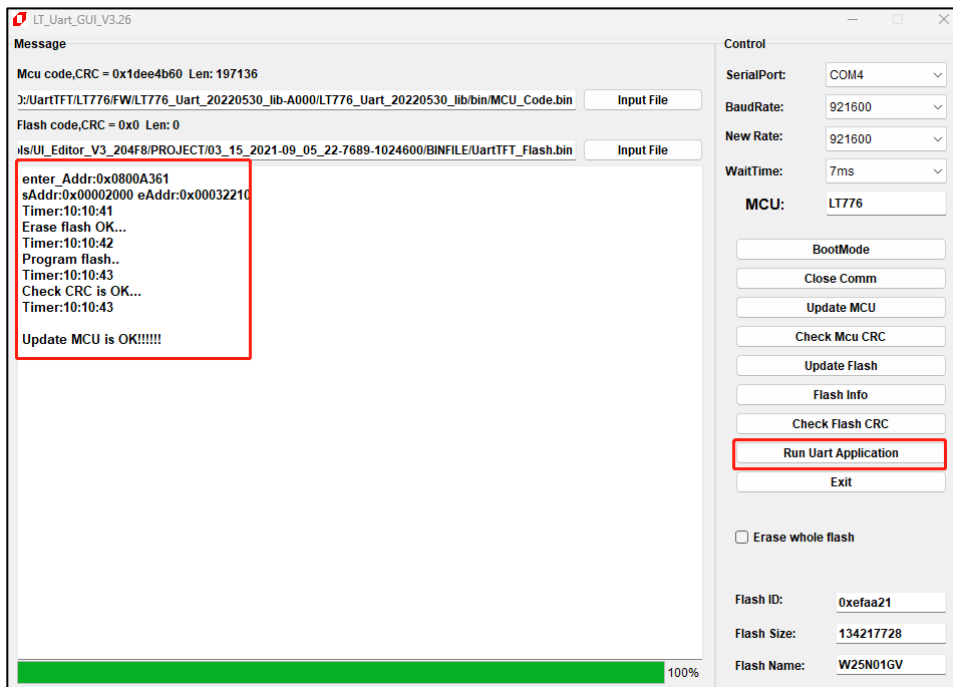 LT_Uart_GUI_V3.26
Message
Mcu code,CRC = 0x1dee4b60 Len: 197136
D:/UartTFT/LT776/FW/LT776_Uart_20220530_lib-A000/LT776_Uart_20220530_lib/bin/MCU_Code.bin
Input File
Flash code,CRC = 0x0 Len: 0
ols/UI_Editor_V3_204F8/PROJECT/03_15_2021-09_05_22-7689-1024600/BINFILE/UartTFT_Flash.bin
Input File
enter_Addr:0x0800A361
sAddr:0x00002000 eAddr:0x00032210
Timer:10:10:41
Erase flash OK...
Timer:10:10:42
Program flash..
Timer:10:10:43
Check CRC is OK...
Timer:10:10:43
Update MCU is OK!!!!!!
100%
Control
SerialPort: COM4
BaudRate: 921600
New Rate: 921600
WaitTime: 7ms
MCU: LT776
BootMode
Close Comm
Update MCU
Check Mcu CRC
Update Flash
Flash Info
Check Flash CRC
Run Uart Application
Exit
Erase whole flash
Flash ID: 0xefaa21
Flash Size: 134217728
Flash Name: W25N01GV